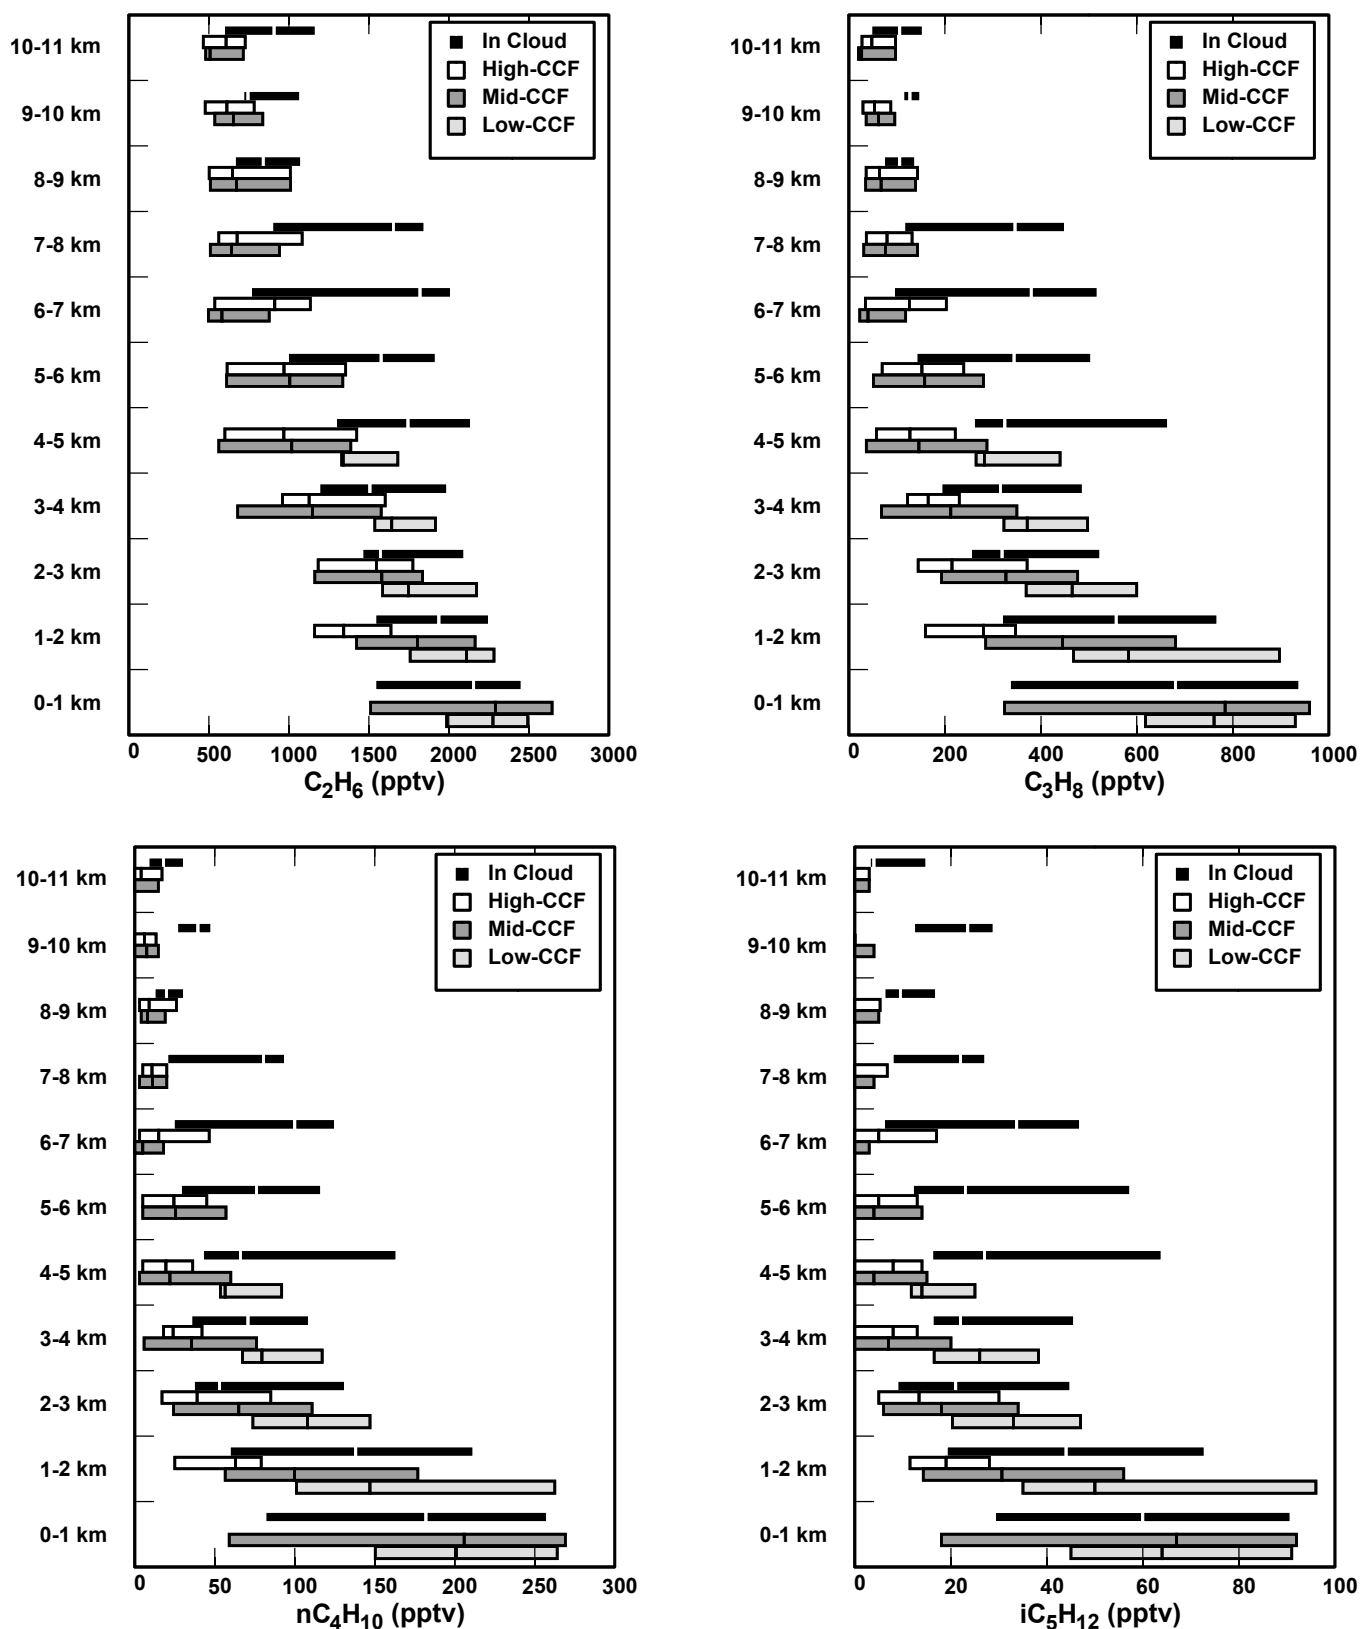 10-11 km
9-10 km
8-9 km
7-8 km
6-7 km
5-6 km
4-5 km
3-4 km
2-3 km
1-2 km
0-1 km
In Cloud
High-CCF
Mid-CCF
Low-CCF
0 500 1000 1500 2000 2500 3000
C₂H₆ (pptv)
10-11 km
9-10 km
8-9 km
7-8 km
6-7 km
5-6 km
4-5 km
3-4 km
2-3 km
1-2 km
0-1 km
In Cloud
High-CCF
Mid-CCF
Low-CCF
0 200 400 600 800 1000
C₃H₈ (pptv)
10-11 km
9-10 km
8-9 km
7-8 km
6-7 km
5-6 km
4-5 km
3-4 km
2-3 km
1-2 km
0-1 km
In Cloud
High-CCF
Mid-CCF
Low-CCF
0 50 100 150 200 250 300
nC₄H₁₀ (pptv)
10-11 km
9-10 km
8-9 km
7-8 km
6-7 km
5-6 km
4-5 km
3-4 km
2-3 km
1-2 km
0-1 km
In Cloud
High-CCF
Mid-CCF
Low-CCF
0 20 40 60 80 100
iC₅H₁₂ (pptv)